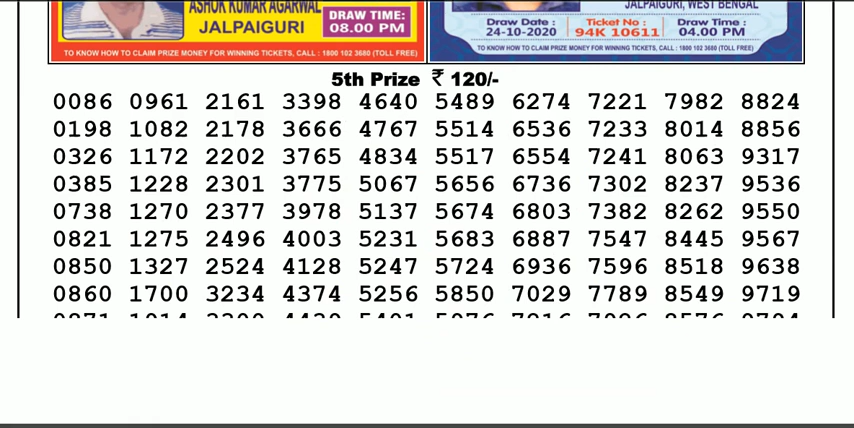 ASHOK KUMAR AGARWAL
JALPAIGURI
DRAW TIME:
08.00 PM
TO KNOW HOW TO CLAIM PRIZE MONEY FOR WINNING TICKETS, CALL : 1800 102 3680 (TOLL FREE)
JALPAIGURI, WEST BENGAL
Draw Date :
24-10-2020
Ticket No :
94K 10611
Draw Time :
04.00 PM
TO KNOW HOW TO CLAIM PRIZE MONEY FOR WINNING TICKETS, CALL : 1800 102 3680 (TOLL FREE)
5th Prize ₹ 120/-
0086 0961 2161 3398 4640 5489 6274 7221 7982 8824
0198 1082 2178 3666 4767 5514 6536 7233 8014 8856
0326 1172 2202 3765 4834 5517 6554 7241 8063 9317
0385 1228 2301 3775 5067 5656 6736 7302 8237 9536
0738 1270 2377 3978 5137 5674 6803 7382 8262 9550
0821 1275 2496 4003 5231 5683 6887 7547 8445 9567
0850 1327 2524 4128 5247 5724 6936 7596 8518 9638
0860 1700 3234 4374 5256 5850 7029 7789 8549 9719